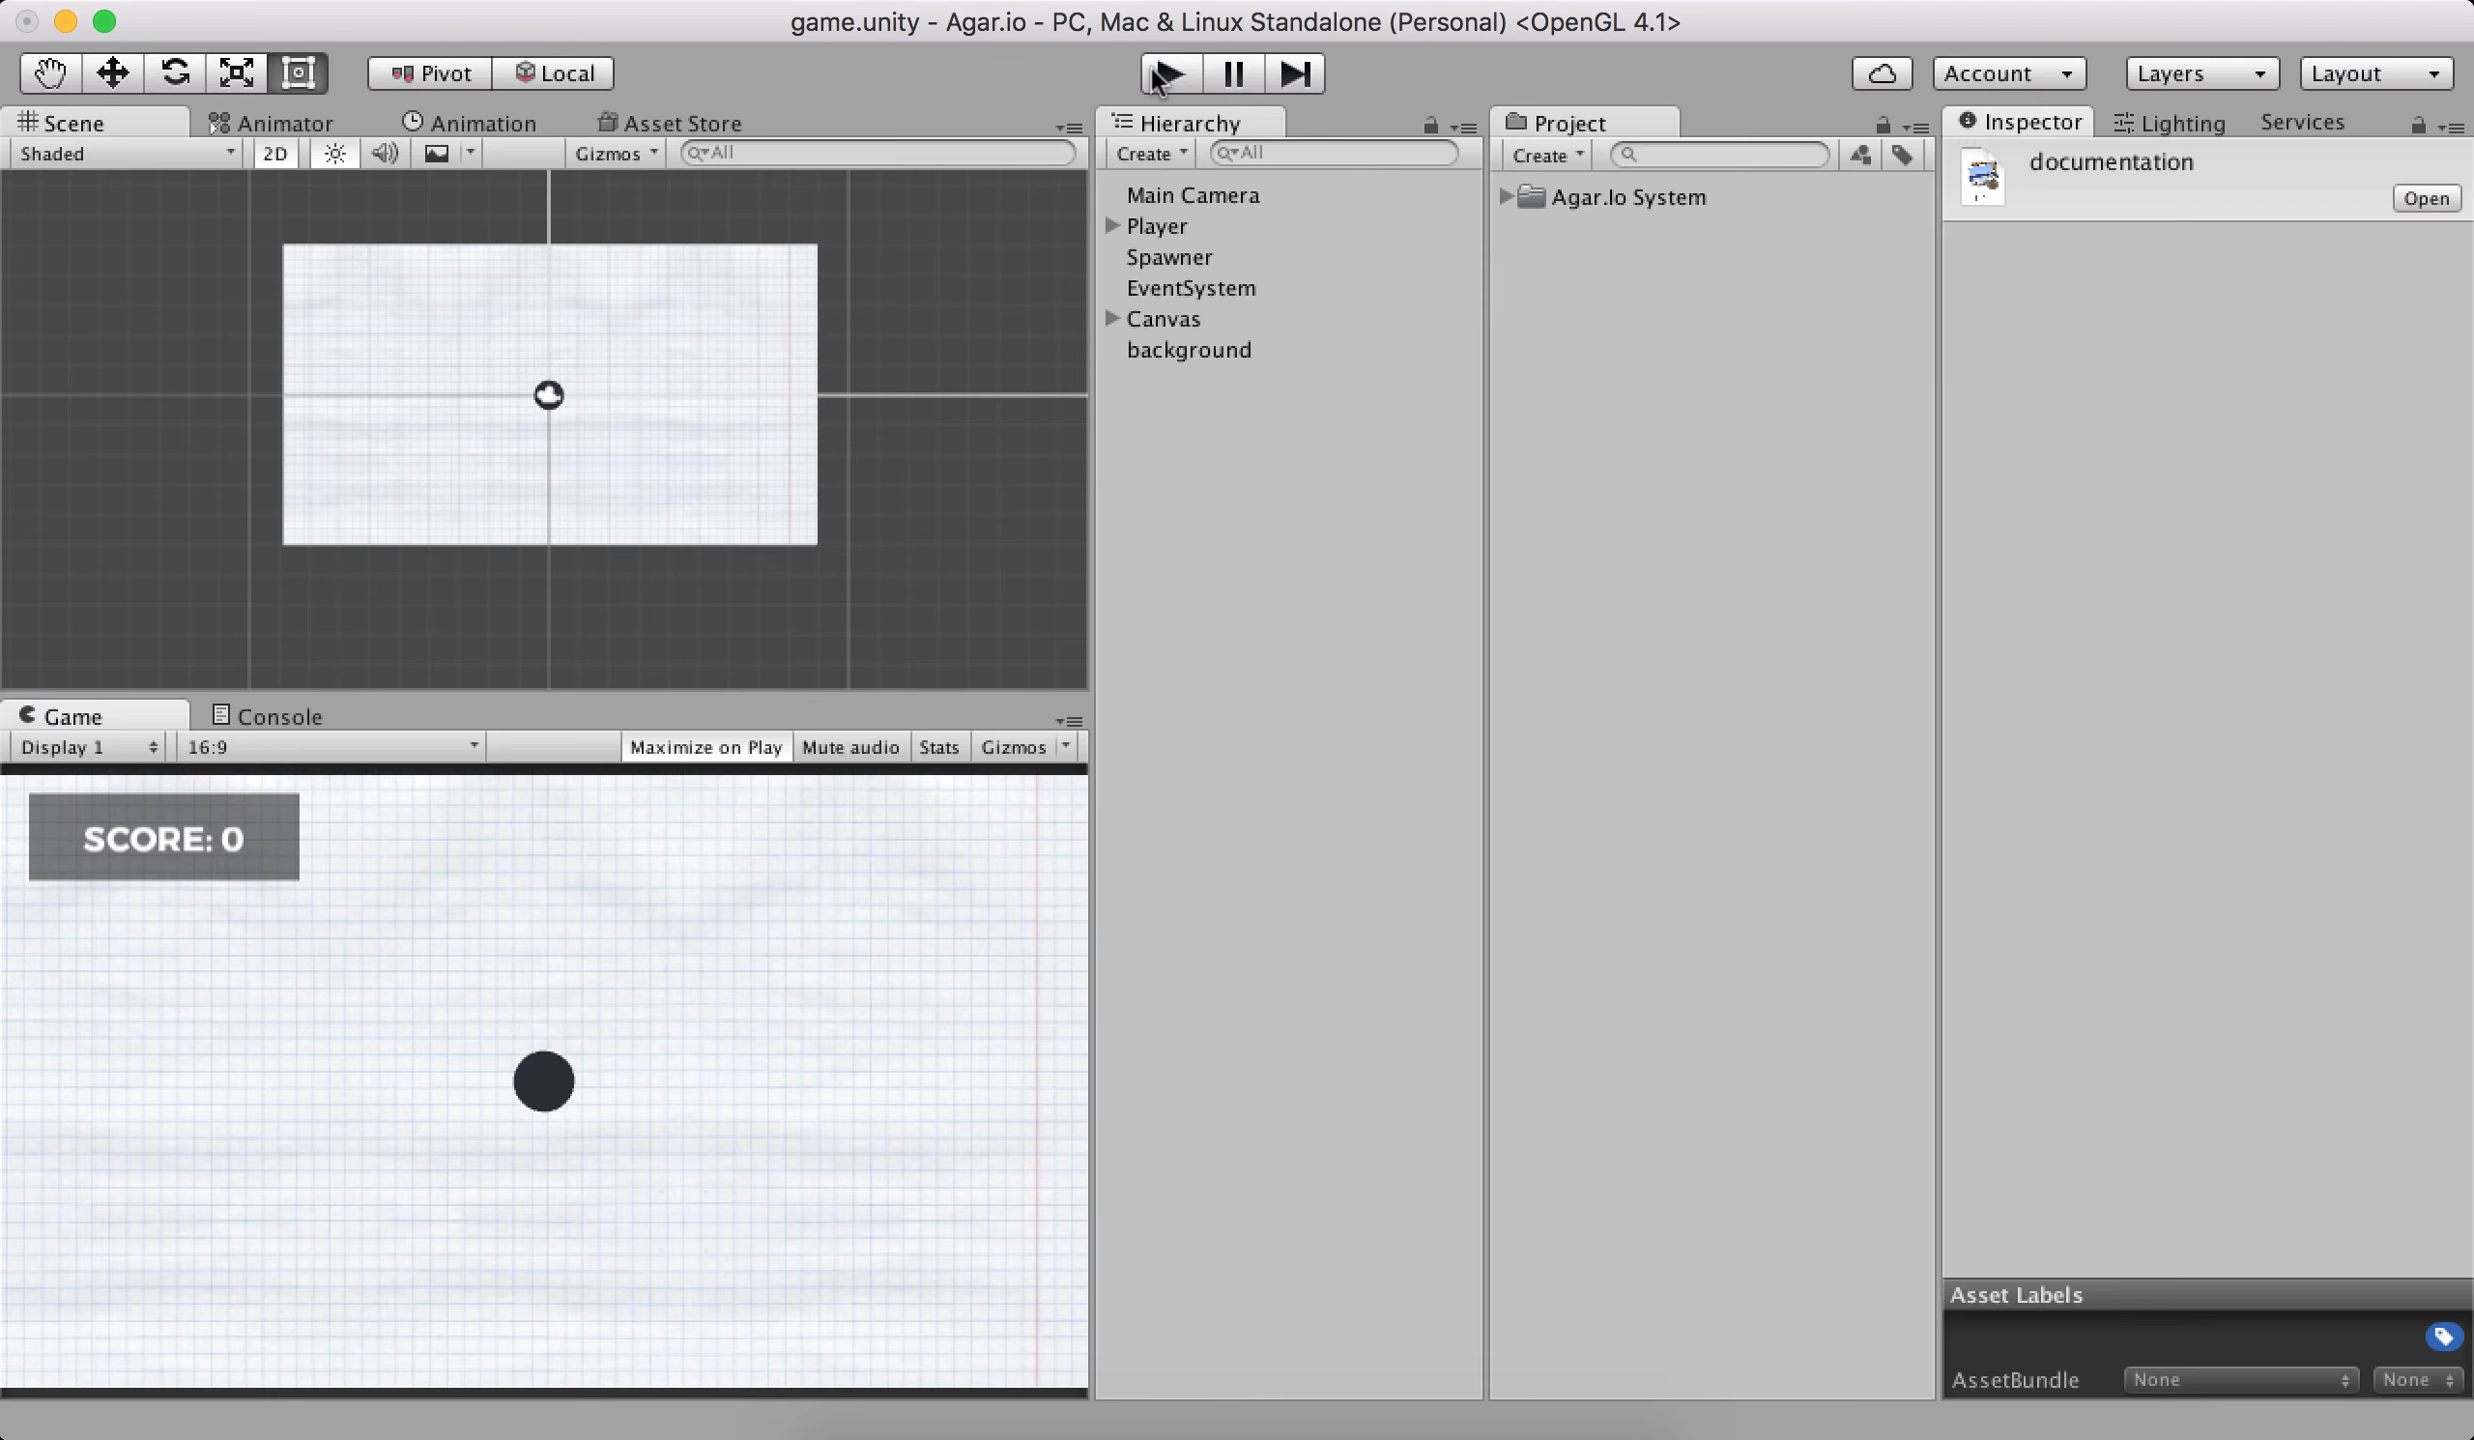 game.unity - Agar.io - PC, Mac & Linux Standalone (Personal) <OpenGL 4.1>
Pivot Local Account Layers Layout
Scene Animator Animation Asset Store
Shaded 2D Gizmos All
Hierarchy
Create All
Main Camera
Player
Spawner
EventSystem
Canvas
background
Project
Create
Agar.Io System
Inspector Lighting Services
documentation
Open
Game Console
Display 1 16:9 Maximize on Play Mute audio Stats Gizmos
SCORE: 0
Asset Labels
AssetBundle None None